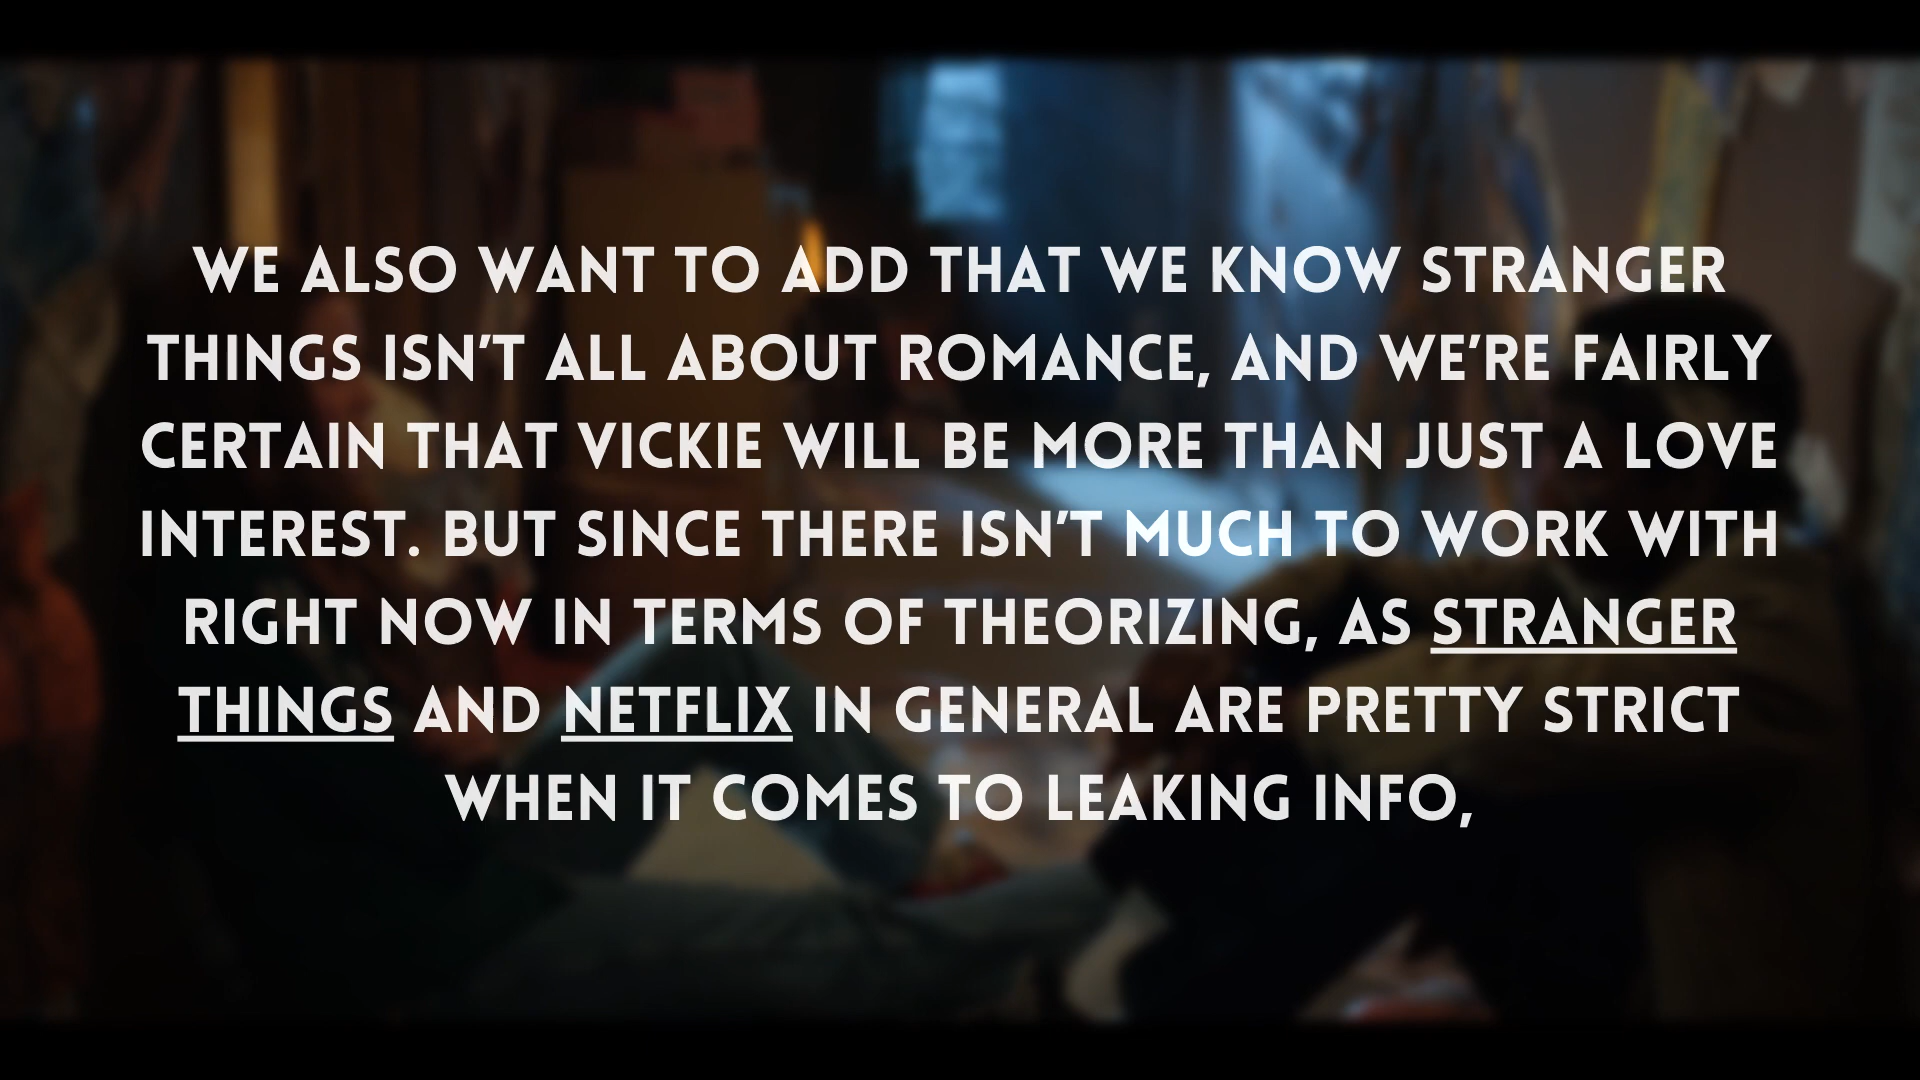 WE ALSO WANT TO ADD THAT WE KNOW STRANGER
THINGS ISN'T ALL ABOUT ROMANCE, AND WE'RE FAIRLY
CERTAIN THAT VICKIE WILL BE MORE THAN JUST A LOVE
INTEREST. BUT SINCE THERE ISN'T MUCH TO WORK WITH
RIGHT NOW IN TERMS OF THEORIZING, AS STRANGER
THINGS AND NETFLIX IN GENERAL ARE PRETTY STRICT
WHEN IT COMES TO LEAKING INFO,